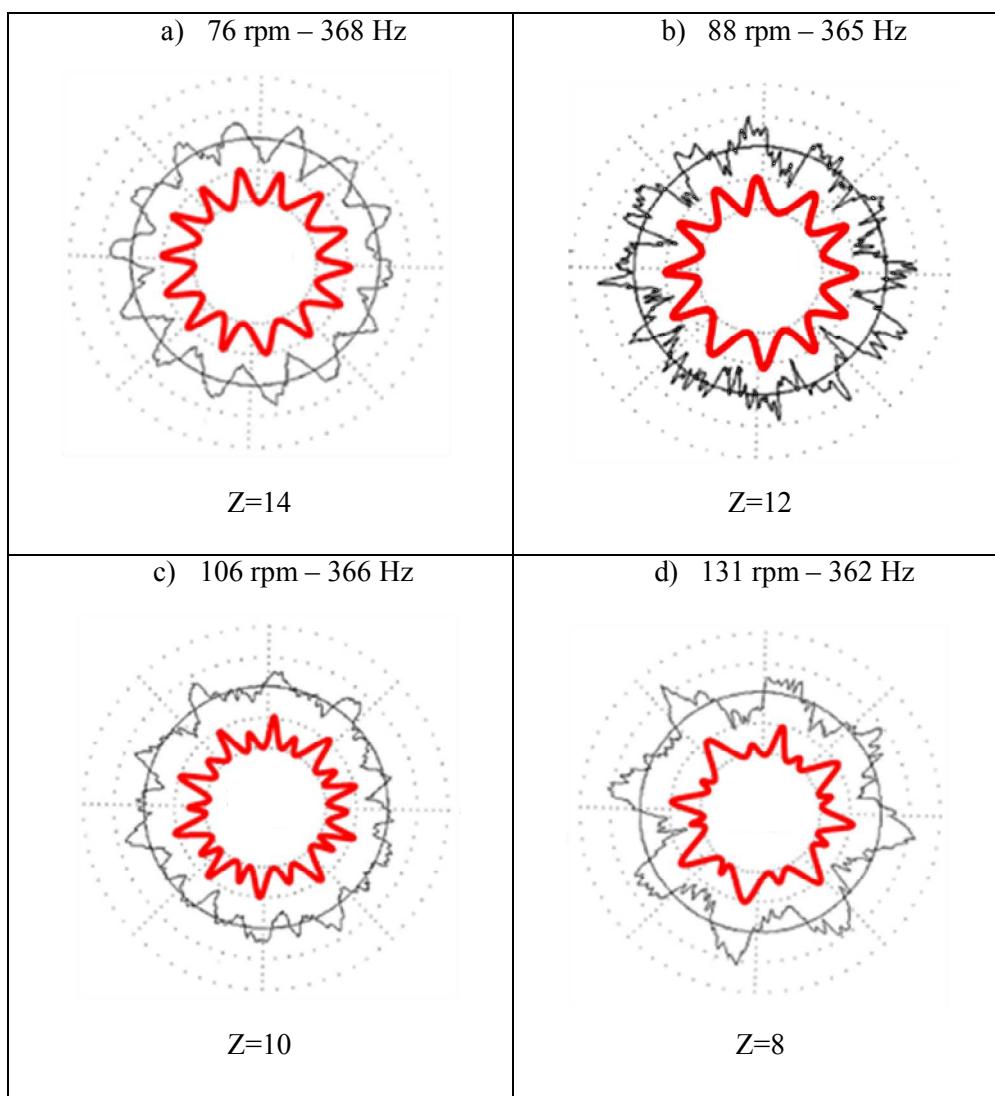 a) 76 rpm – 368 Hz
b) 88 rpm – 365 Hz
Z=14
Z=12
c) 106 rpm – 366 Hz
d) 131 rpm – 362 Hz
Z=10
Z=8